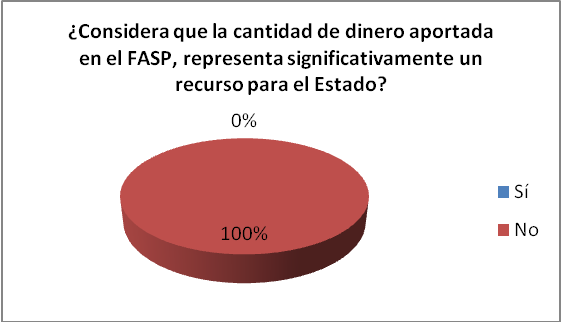 ¿Considera que la cantidad de dinero aportada
en el FASP, representa significativamente un
recurso para el Estado?
0%
100%
Sí
No